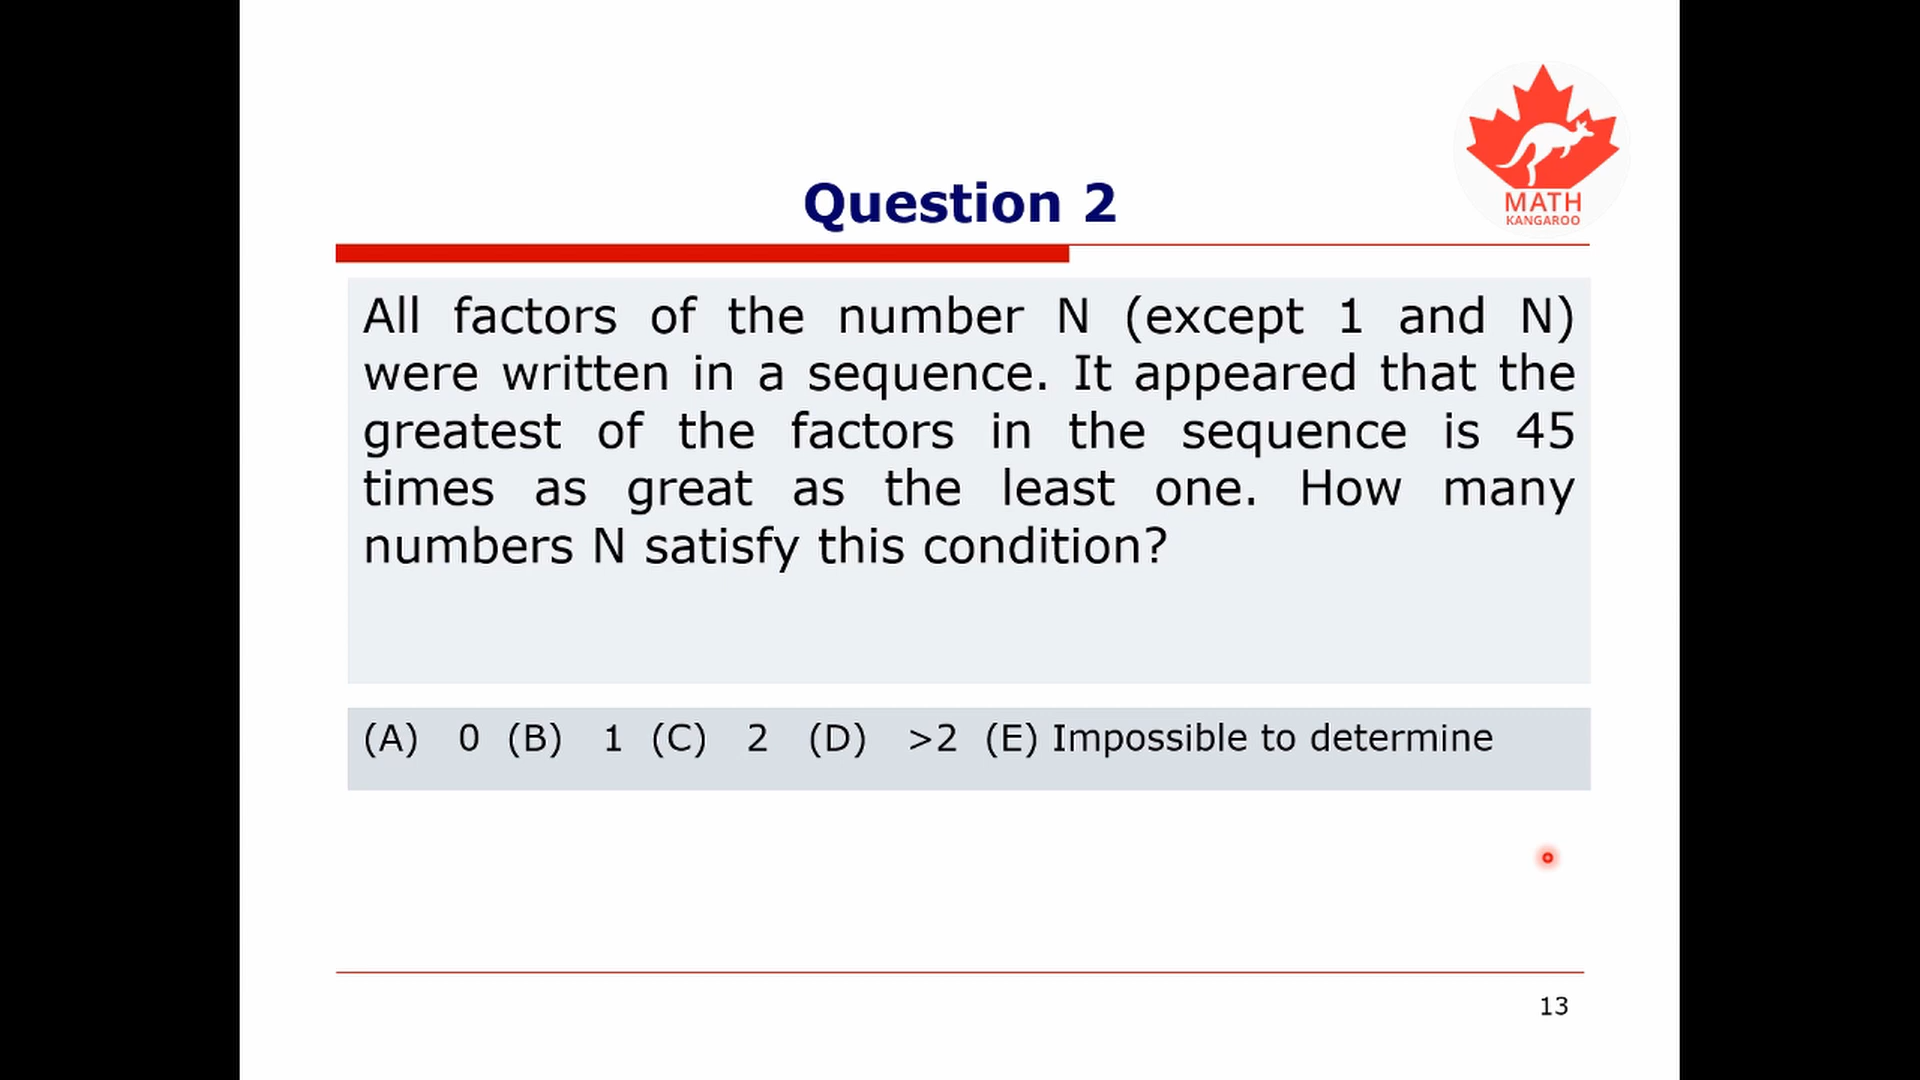 MATH
KANGAROO
Question 2
All factors of the number N (except 1 and N)
were written in a sequence. It appeared that the
greatest of the factors in the sequence is 45
times as great as the least one. How many
numbers N satisfy this condition?
(A) 0 (B) 1 (C) 2 (D) >2 (E) Impossible to determine
13